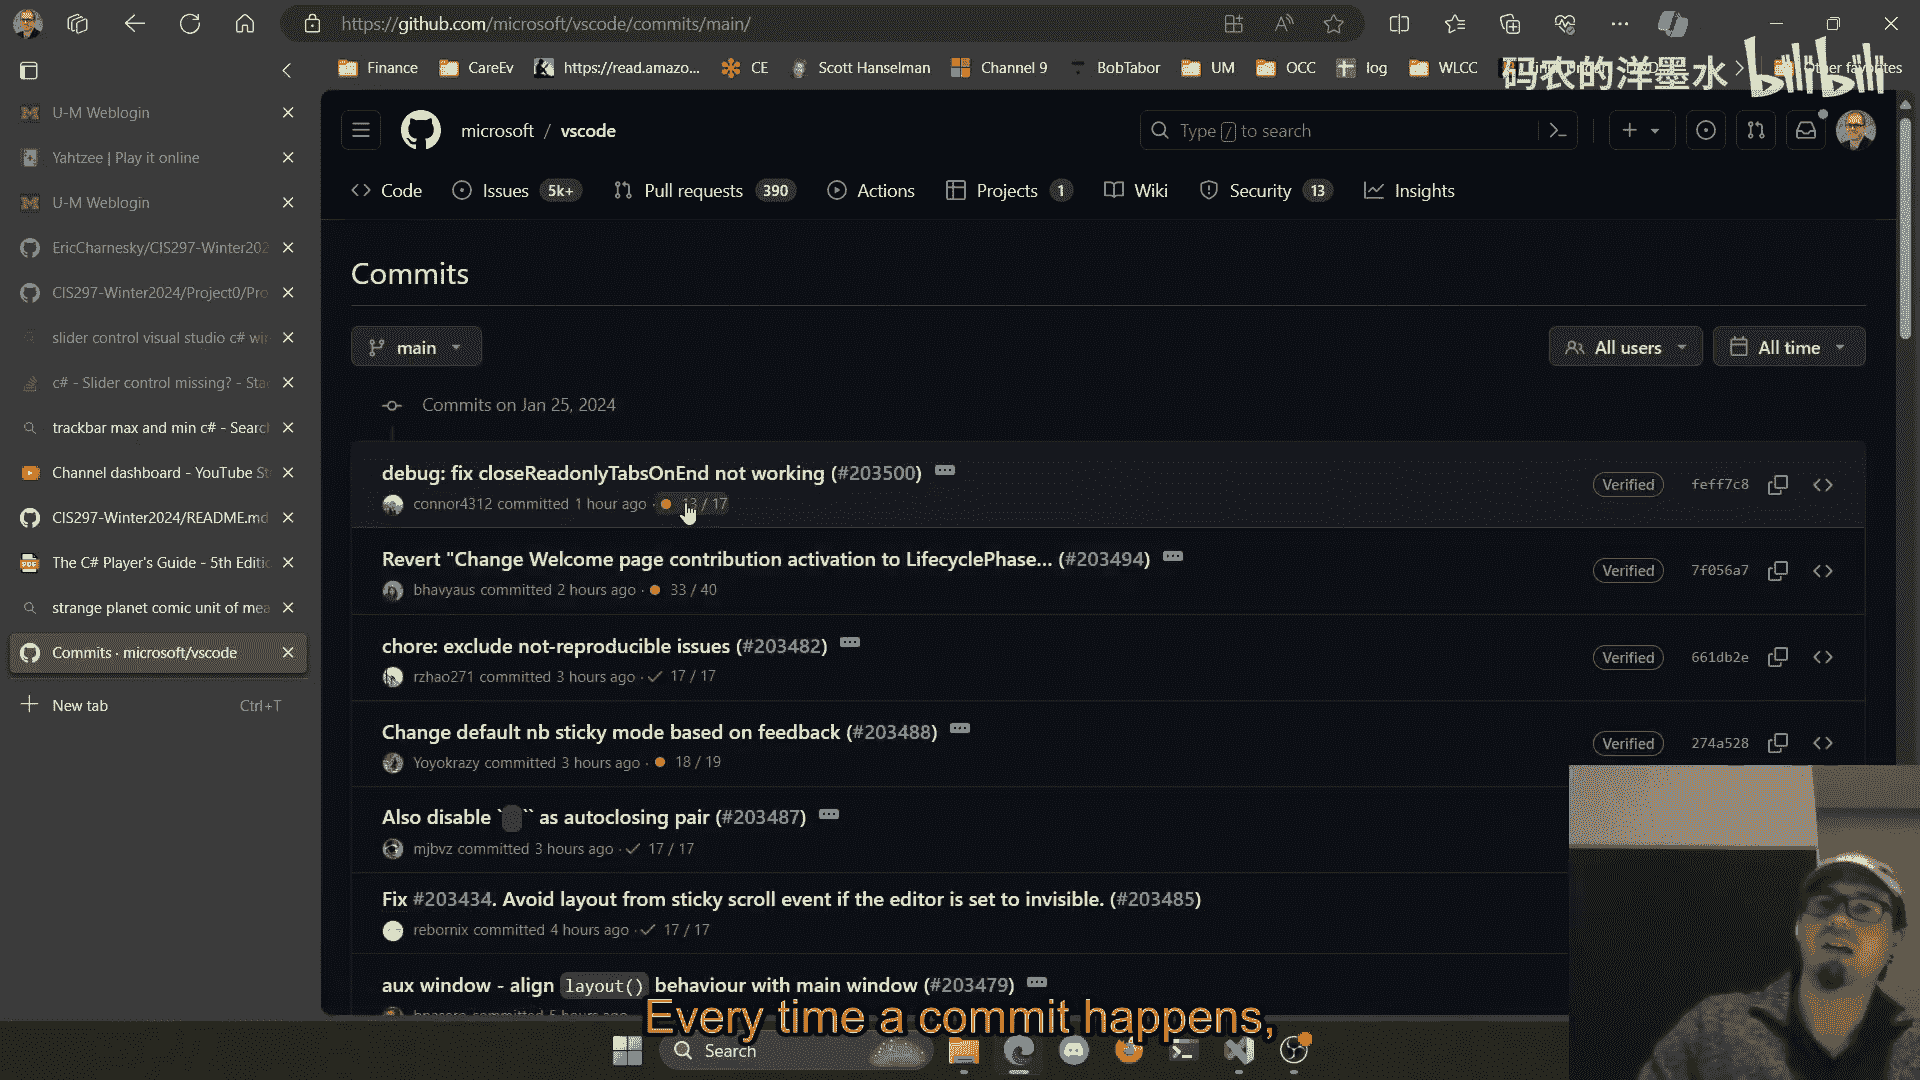 https://github.com/microsoft/vscode/commits/main/
Finance
CareEv
https://read.amazo...
CE
Scott Hanselman
Channel 9
BobTabor
UM
OCC
log
WLCC
Other favorites
码农的洋墨水
bilibili
U-M Weblogin
Yahtzee | Play it online
U-M Weblogin
EricCharnesky/CIS297-Winter202
CIS297-Winter2024/Project0/Pro
slider control visual studio c# wi
c# - Slider control missing? - Sta
trackbar max and min c# - Search
Channel dashboard - YouTube St
CIS297-Winter2024/README.md
The C# Player's Guide - 5th Editio
strange planet comic unit of mea
Commits · microsoft/vscode
New tab Ctrl+T
microsoft / vscode
Type / to search
Code
Issues 5k+
Pull requests 390
Actions
Projects 1
Wiki
Security 13
Insights
Commits
main
All users
All time
Commits on Jan 25, 2024
debug: fix closeReadonlyTabsOnEnd not working (#203500)
connor4312 committed 1 hour ago · 13 / 17
Verified feff7c8
Revert "Change Welcome page contribution activation to LifecyclePhase... (#203494)
bhavyaus committed 2 hours ago · 33 / 40
Verified 7f056a7
chore: exclude not-reproducible issues (#203482)
rzhao271 committed 3 hours ago · 17 / 17
Verified 661db2e
Change default nb sticky mode based on feedback (#203488)
Yoyokrazy committed 3 hours ago · 18 / 19
Verified 274a528
Also disable ` `` as autoclosing pair (#203487)
mjbvz committed 3 hours ago · 17 / 17
Fix #203434. Avoid layout from sticky scroll event if the editor is set to invisible. (#203485)
rebornix committed 4 hours ago · 17 / 17
aux window - align layout() behaviour with main window (#203479)
Every time a commit happens,
Search